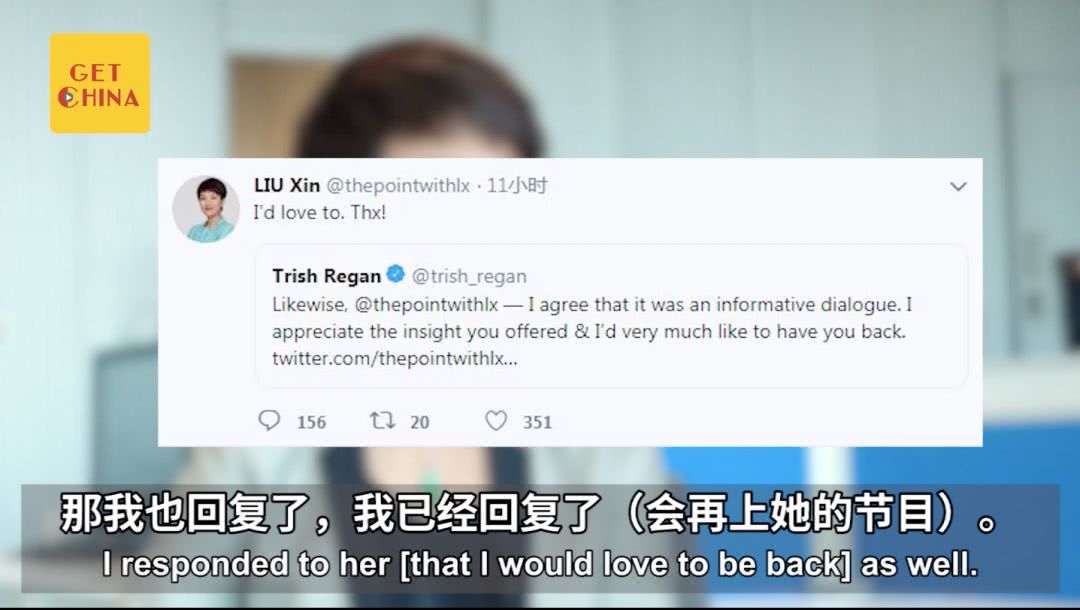 GET
CHINA
LIU Xin @thepointwithlx · 11小时
I'd love to. Thx!
Trish Regan @trish_regan
Likewise, @thepointwithlx — I agree that it was an informative dialogue. I
appreciate the insight you offered & I'd very much like to have you back.
twitter.com/thepointwithlx...
156 20 351
那我也回复了，我已经回复了（会再上她的节目）。
I responded to her [that I would love to be back] as well.